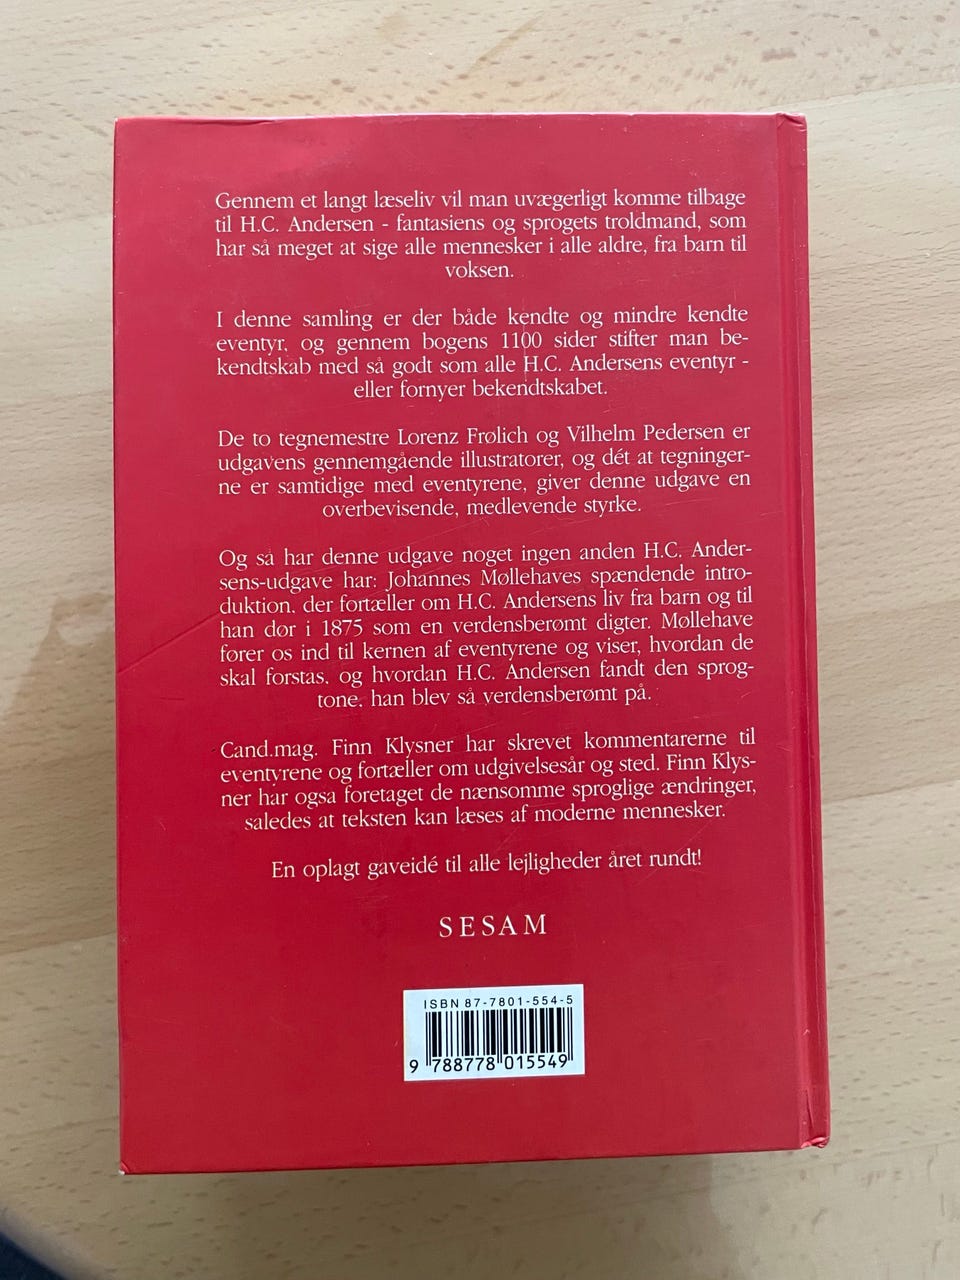 Gennem et langt læseliv vil man uvægerligt komme tilbage
til H.C. Andersen - fantasiens og sprogets troldmand, som
har så meget at sige alle mennesker i alle aldre, fra barn til
voksen.
I denne samling er der både kendte og mindre kendte
eventyr, og gennem bogens 1100 sider stifter man be-
kendtskab med så godt som alle H.C. Andersens eventyr -
eller fornyer bekendtskabet.
De to tegnemestre Lorenz Frølich og Vilhelm Pedersen er
udgavens gennemgående illustratorer, og dét at tegninger-
ne er samtidige med eventyrene, giver denne udgave en
overbevisende, medlevende styrke.
Og så har denne udgave noget ingen anden H.C. Ander-
sens-udgave har: Johannes Møllehaves spændende intro-
duktion, der fortæller om H.C. Andersens liv fra barn og til
han dør i 1875 som en verdensberømt digter. Møllehave
fører os ind til kernen af eventyrene og viser, hvordan de
skal forstas, og hvordan H.C. Andersen fandt den sprog-
tone, han blev så verdensberømt på.
Cand.mag. Finn Klysner har skrevet kommentarerne til
eventyrene og fortæller om udgivelsesår og sted. Finn Klys-
ner har ogsa foretaget de nænsomme sproglige ændringer,
saledes at teksten kan læses af moderne mennesker.
En oplagt gaveidé til alle lejligheder året rundt!
SESAM
ISBN 87-7801-554-5
9 788778 015549